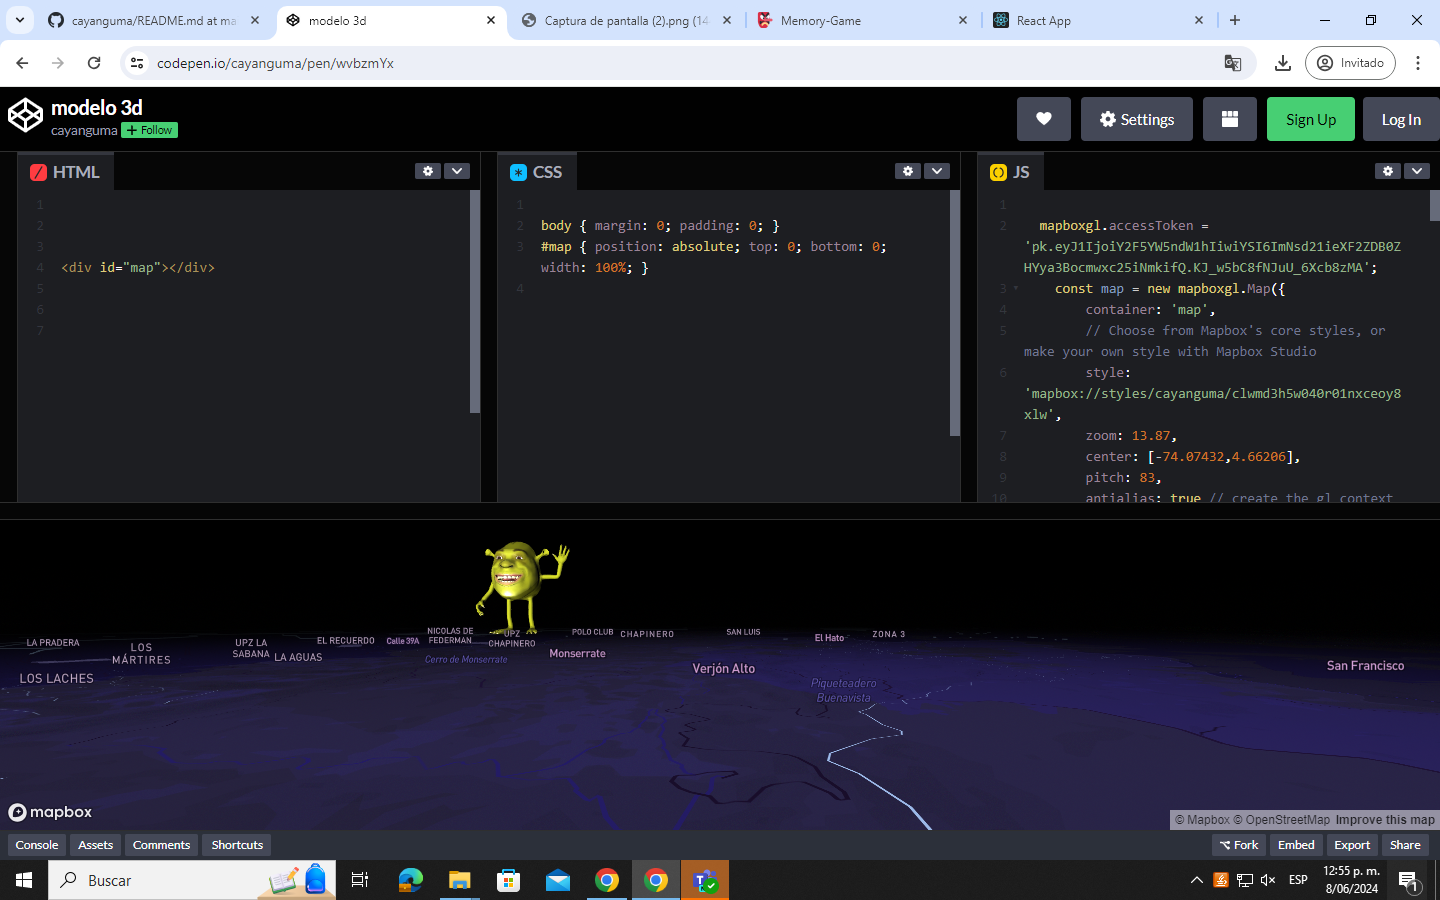 cayanguma/README.md at ma
modelo 3d
Captura de pantalla (2).png (14
Memory-Game
React App
codepen.io/cayanguma/pen/wvbzmYx
Invitado
modelo 3d
cayanguma
+ Follow
Settings
Sign Up
Log In
HTML
1
2
3
4 <div id="map"></div>
5
6
7
CSS
1
2 body { margin: 0; padding: 0; }
3 #map { position: absolute; top: 0; bottom: 0;
width: 100%; }
4
JS
1
2 mapboxgl.accessToken =
'pk.eyJ1IjoiY2F5YW5ndW1hIiwiYSI6ImNsd21ieXF2ZDB0Z
HYya3Bocmwxc25iNmkifQ.KJ_w5bC8fNJuU_6Xcb8zMA';
3 const map = new mapboxgl.Map({
4 container: 'map',
5 // Choose from Mapbox's core styles, or
make your own style with Mapbox Studio
6 style:
'mapbox://styles/cayanguma/clwmd3h5w040r01nxceoy8
xlw',
7 zoom: 13.87,
8 center: [-74.07432,4.66206],
9 pitch: 83,
10 antialias: true // create the gl context
LA PRADERA
LOS
MÁRTIRES
LOS LACHES
UPZ LA
SABANA
LA AGUAS
EL RECUERDO
Calle 39A
NICOLAS DE
FEDERMAN
UPZ
CHAPINERO
Cerro de Monserrate
Monserrate
POLO CLUB
CHAPINERO
SAN LUIS
Verjón Alto
El Hato
ZONA 3
Piqueteadero
Buenavista
San Francisco
mapbox
© Mapbox © OpenStreetMap Improve this map
Console
Assets
Comments
Shortcuts
Fork
Embed
Export
Share
Buscar
ESP
12:55 p. m.
8/06/2024
1